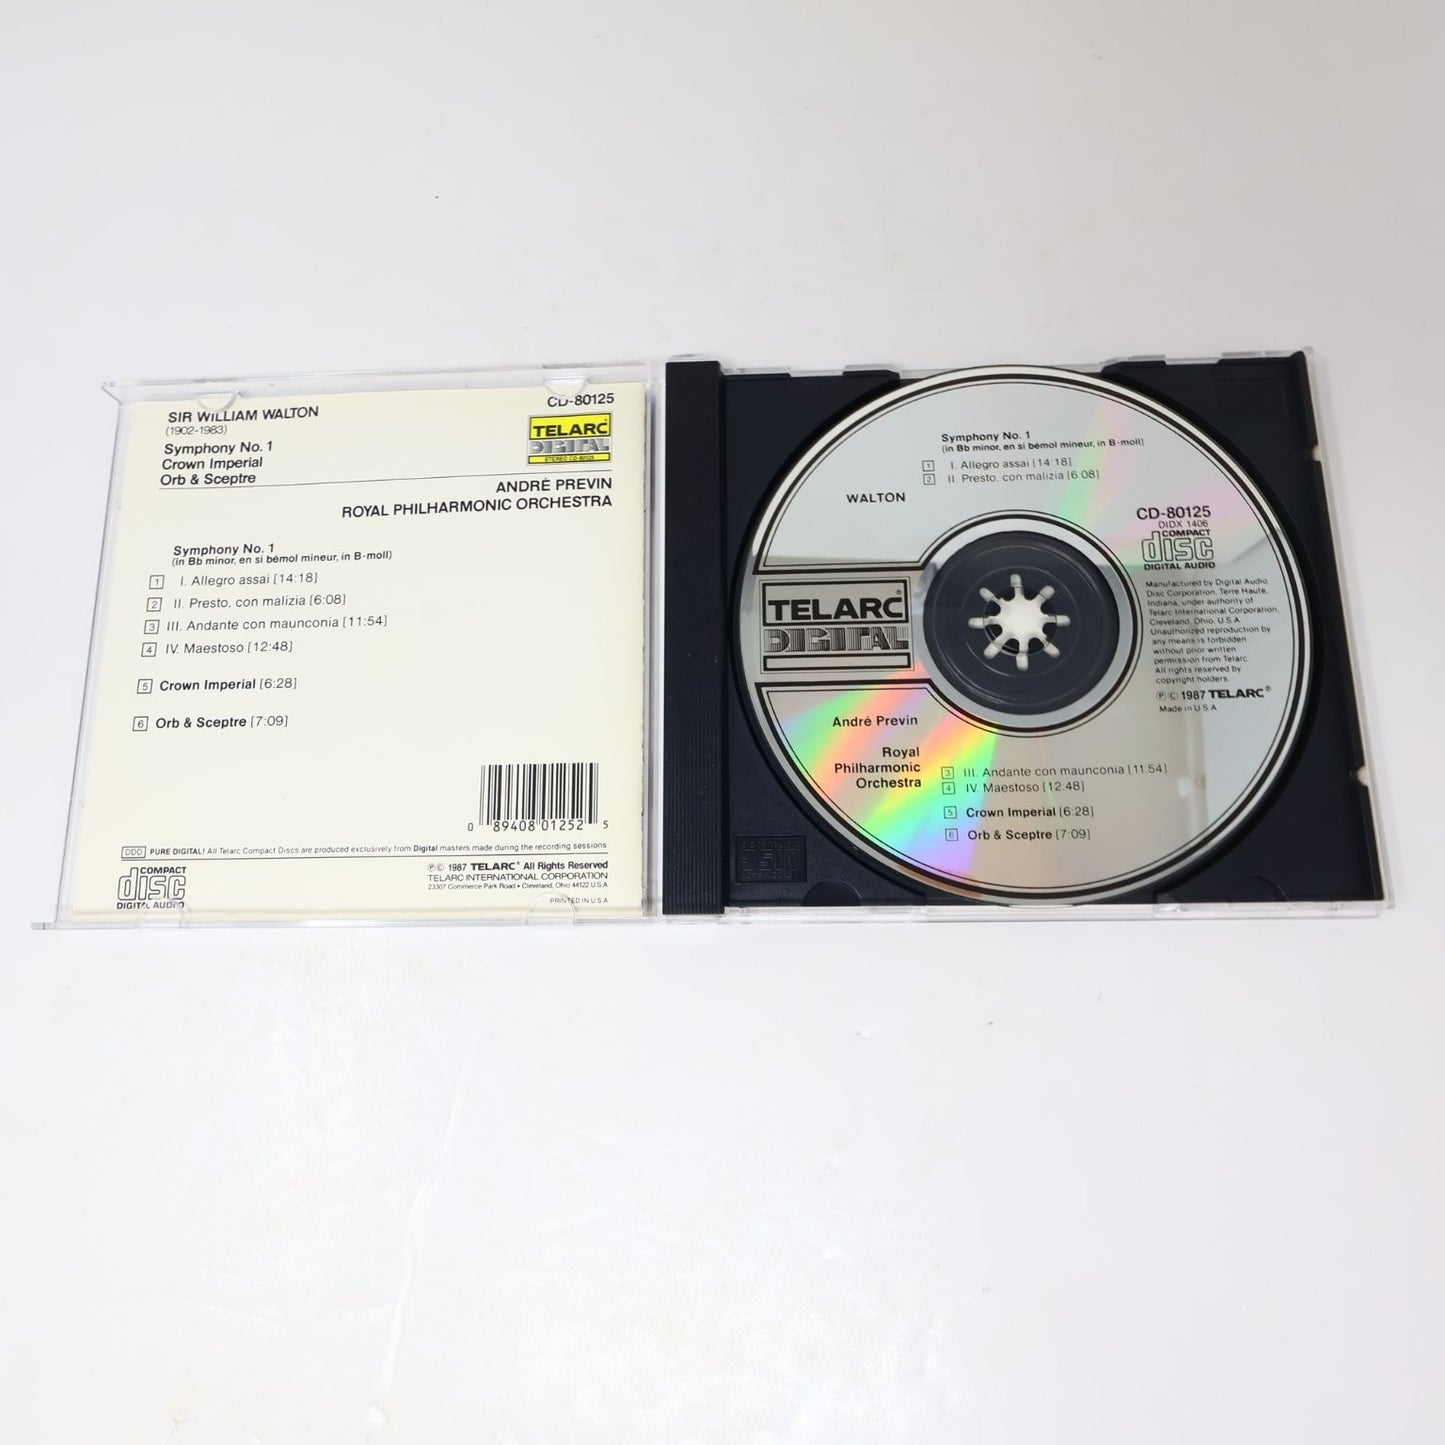 SIR WILLIAM WALTON
(1902-1983)
Symphony No. 1
Crown Imperial
Orb & Sceptre
CD-80125
TELARC®
DIGITAL
STEREO CD-80125
ANDRÉ PREVIN
ROYAL PHILHARMONIC ORCHESTRA
Symphony No. 1
(in Bb minor, en si bémol mineur, in B-moll)
1 I. Allegro assai [14:18]
2 II. Presto, con malizia [6:08]
3 III. Andante con maunconia [11:54]
4 IV. Maestoso [12:48]
5 Crown Imperial [6:28]
6 Orb & Sceptre [7:09]
0 89408 01252 5
DDD PURE DIGITAL! All Telarc Compact Discs are produced exclusively from Digital masters made during the recording sessions.
COMPACT
disc
DIGITAL AUDIO
℗© 1987 TELARC® All Rights Reserved
TELARC INTERNATIONAL CORPORATION
23307 Commerce Park Road • Cleveland, Ohio 44122 U.S.A.
PRINTED IN U.S.A.
Symphony No. 1
(in Bb minor, en si bémol mineur, in B-moll)
1 I. Allegro assai [14:18]
2 II. Presto, con malizia [6:08]
WALTON
CD-80125
DIDX 1406
COMPACT
disc
DIGITAL AUDIO
Manufactured by Digital Audio
Disc Corporation, Terre Haute,
Indiana, under authority of
Telarc International Corporation,
Cleveland, Ohio, U.S.A.
Unauthorized reproduction by
any means is forbidden
without prior written
permission from Telarc
All rights reserved by
copyright holders.
℗© 1987 TELARC®
Made in U.S.A.
TELARC®
DIGITAL
André Previn
Royal
Philharmonic
Orchestra
3 III. Andante con maunconia [11:54]
4 IV. Maestoso [12:48]
5 Crown Imperial [6:28]
6 Orb & Sceptre [7:09]